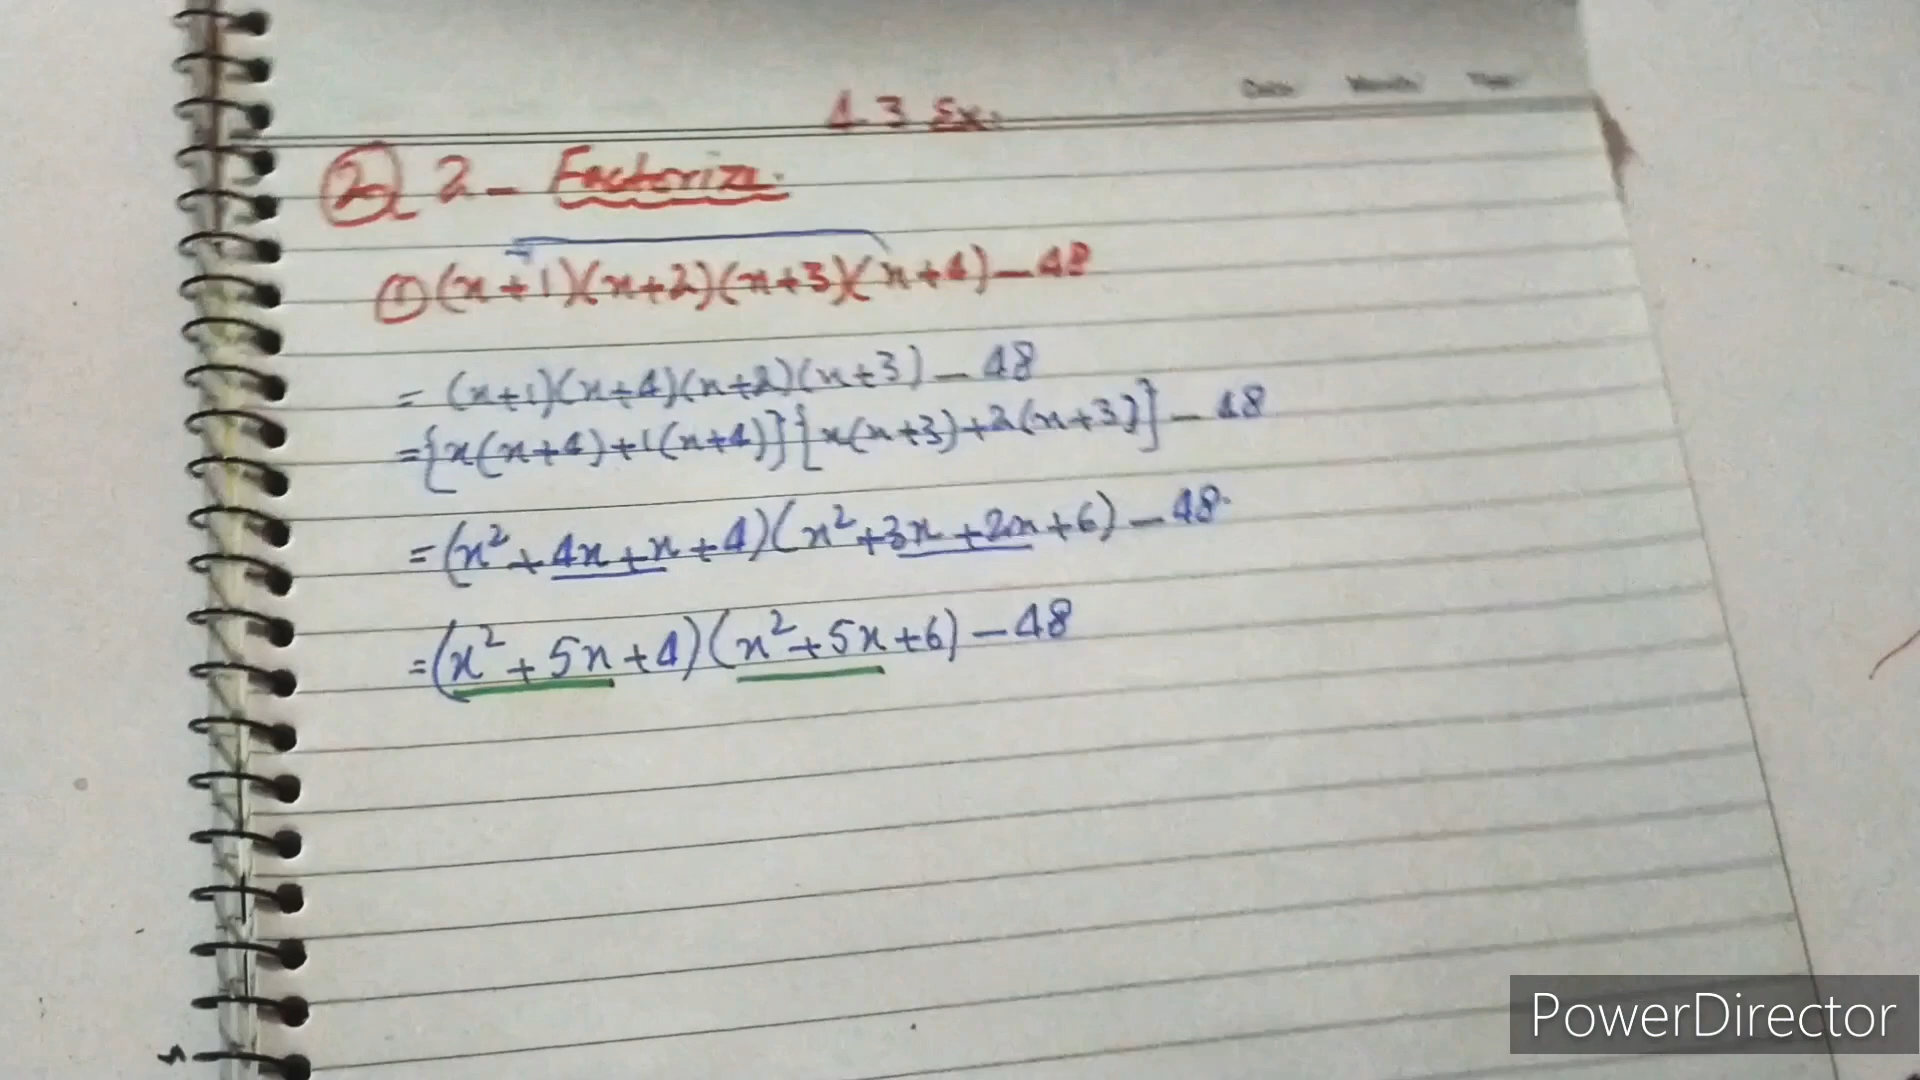 4.3 Ex.
② 2 - Factorize.
① (x+1)(x+2)(x+3)(x+4) - 48
= (x+1)(x+4)(x+2)(x+3) - 48
= {x(x+4)+1(x+4)}{x(x+3)+2(x+3)} - 48
= (x² + 4x + x + 4)(x² + 3x + 2x + 6) - 48.
= (x² + 5x + 4)(x² + 5x + 6) - 48
PowerDirector